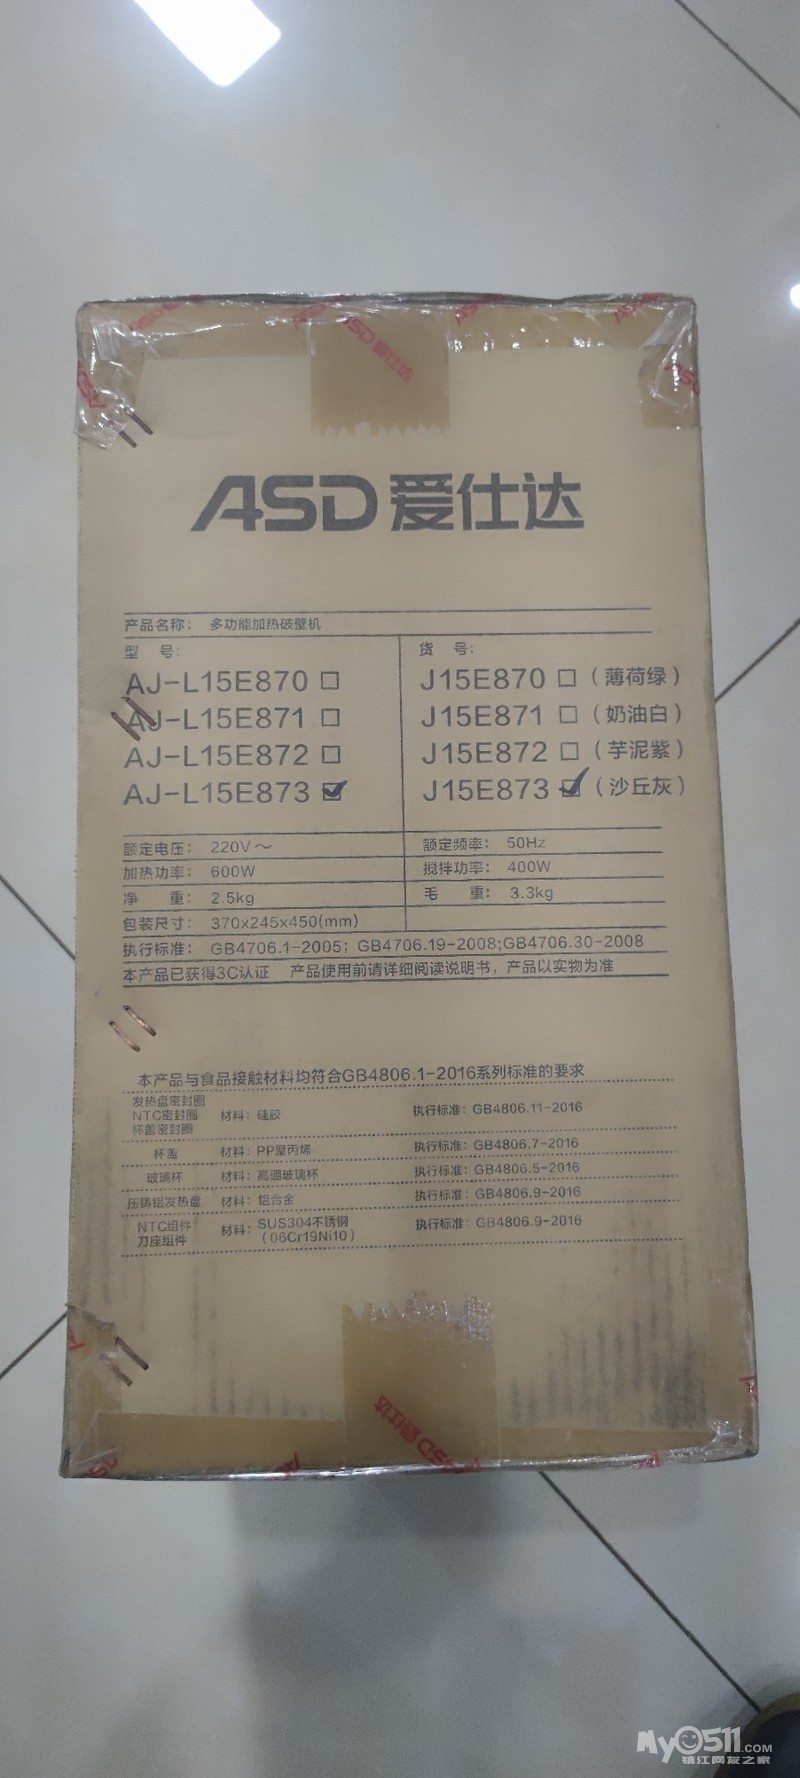 ASD 爱仕达
ASD爱仕达
产品名称: 多功能加热破壁机
型 号: 货 号:
AJ-L15E870 □ J15E870 □ (薄荷绿)
AJ-L15E871 □ J15E871 □ (奶油白)
AJ-L15E872 □ J15E872 □ (芋泥紫)
AJ-L15E873 ☑ J15E873 ☑ (沙丘灰)
额定电压: 220V～ 额定频率: 50Hz
加热功率: 600W 搅拌功率: 400W
净 重: 2.5kg 毛 重: 3.3kg
包装尺寸: 370x245x450(mm)
执行标准: GB4706.1-2005; GB4706.19-2008;GB4706.30-2008
本产品已获得3C认证 产品使用前请详细阅读说明书，产品以实物为准
本产品与食品接触材料均符合GB4806.1-2016系列标准的要求
发热盘密封圈
NTC密封圈 材料: 硅胶 执行标准: GB4806.11-2016
杯盖密封圈
杯盖 材料: PP聚丙烯 执行标准: GB4806.7-2016
玻璃杯 材料: 高硼玻璃杯 执行标准: GB4806.5-2016
压铸铝发热盘 材料: 铝合金 执行标准: GB4806.9-2016
NTC组件 材料: SUS304不锈钢 执行标准: GB4806.9-2016
刀座组件 (06Cr19Ni10)
ASD爱仕达
My0511.COM
镇江网友之家